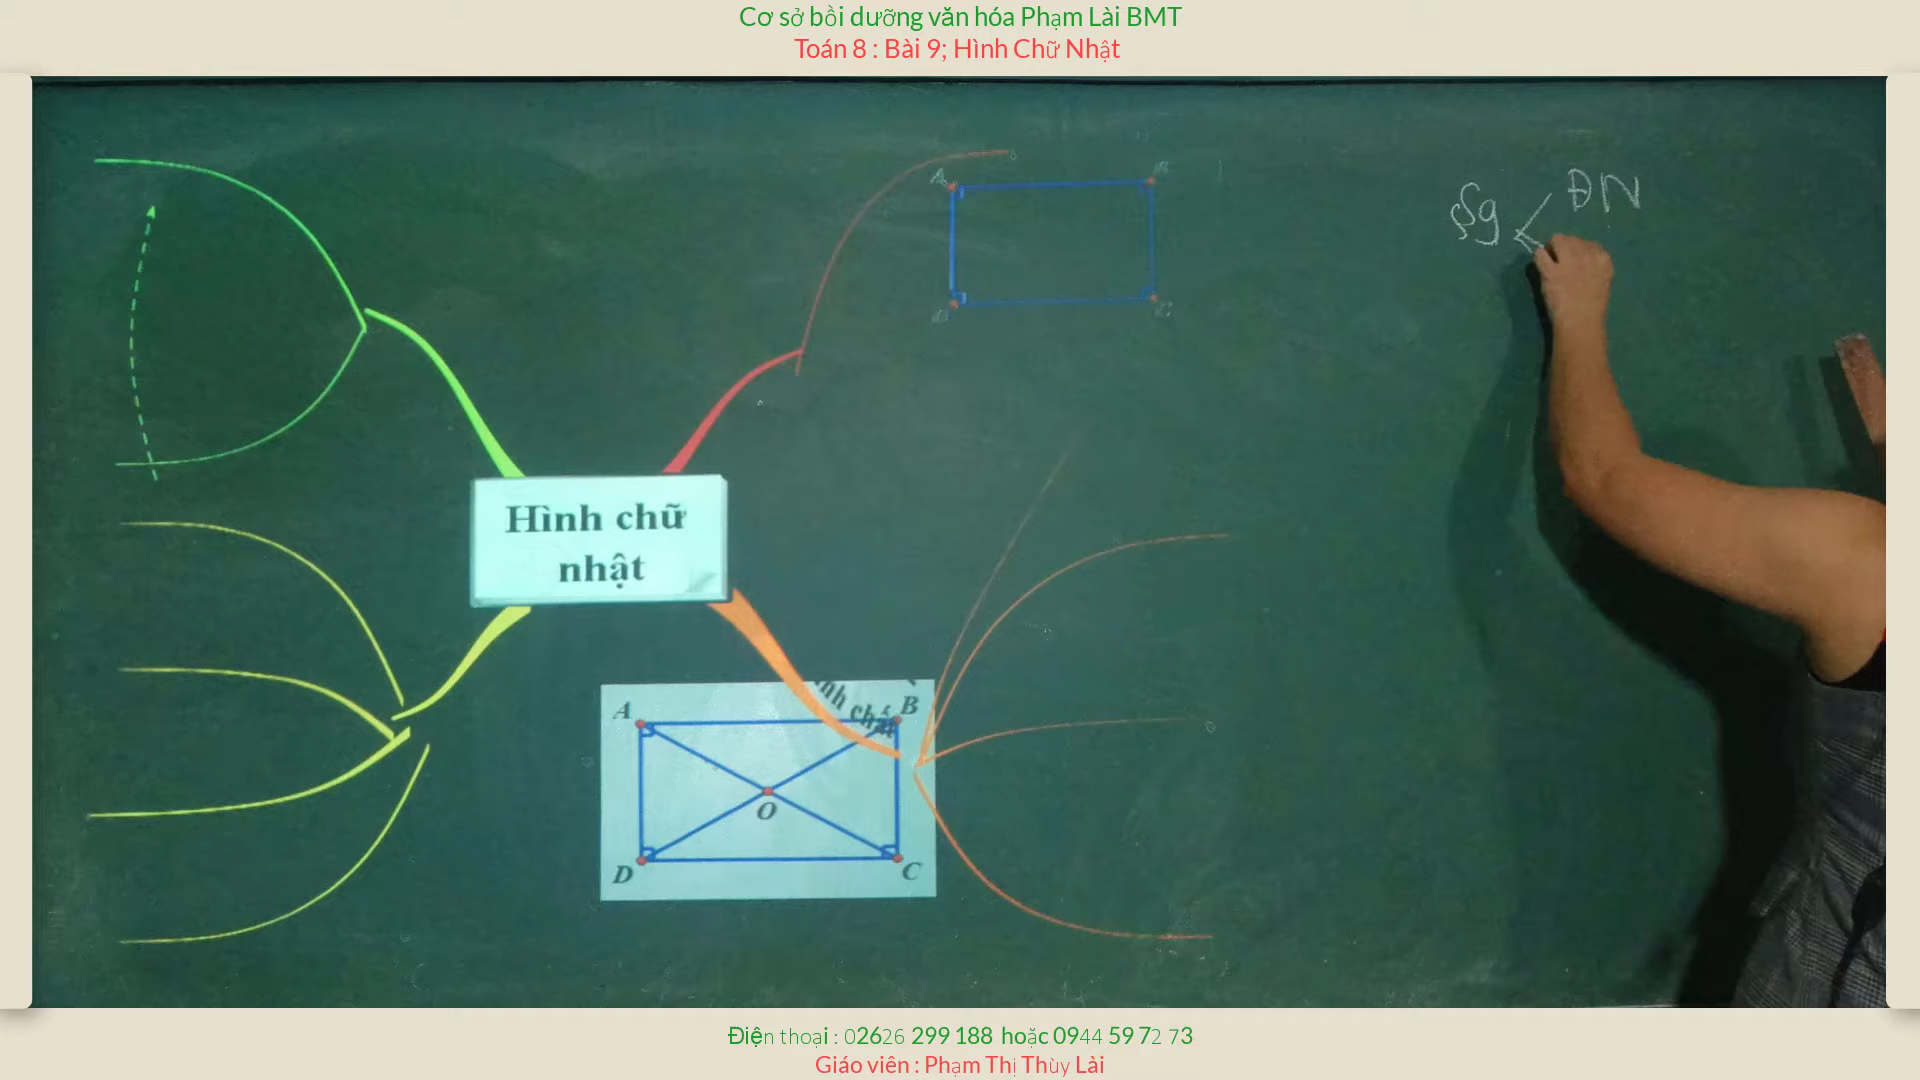 Cơ sở bồi dưỡng văn hóa Phạm Lài BMT
Toán 8 : Bài 9; Hình Chữ Nhật
A
ĐN
Hình chữ
nhật
A
B
O
D
C
Điện thoại : 02626 299 188 hoặc 0944 59 72 73
Giáo viên : Phạm Thị Thùy Lài